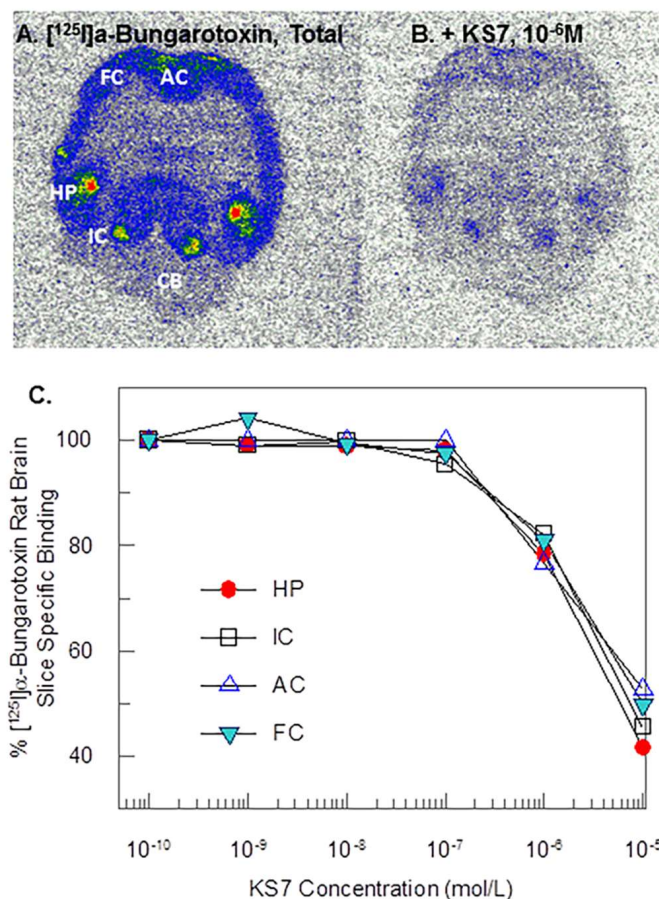 A. [¹²⁵I]a-Bungarotoxin, Total
B. + KS7, 10⁻⁶M
FC
AC
HP
IC
CB
C.
% [¹²⁵I]α-Bungarotoxin Rat Brain
Slice Specific Binding
100
80
60
40
HP
IC
AC
FC
10⁻¹⁰
10⁻⁹
10⁻⁸
10⁻⁷
10⁻⁶
10⁻⁵
KS7 Concentration (mol/L)